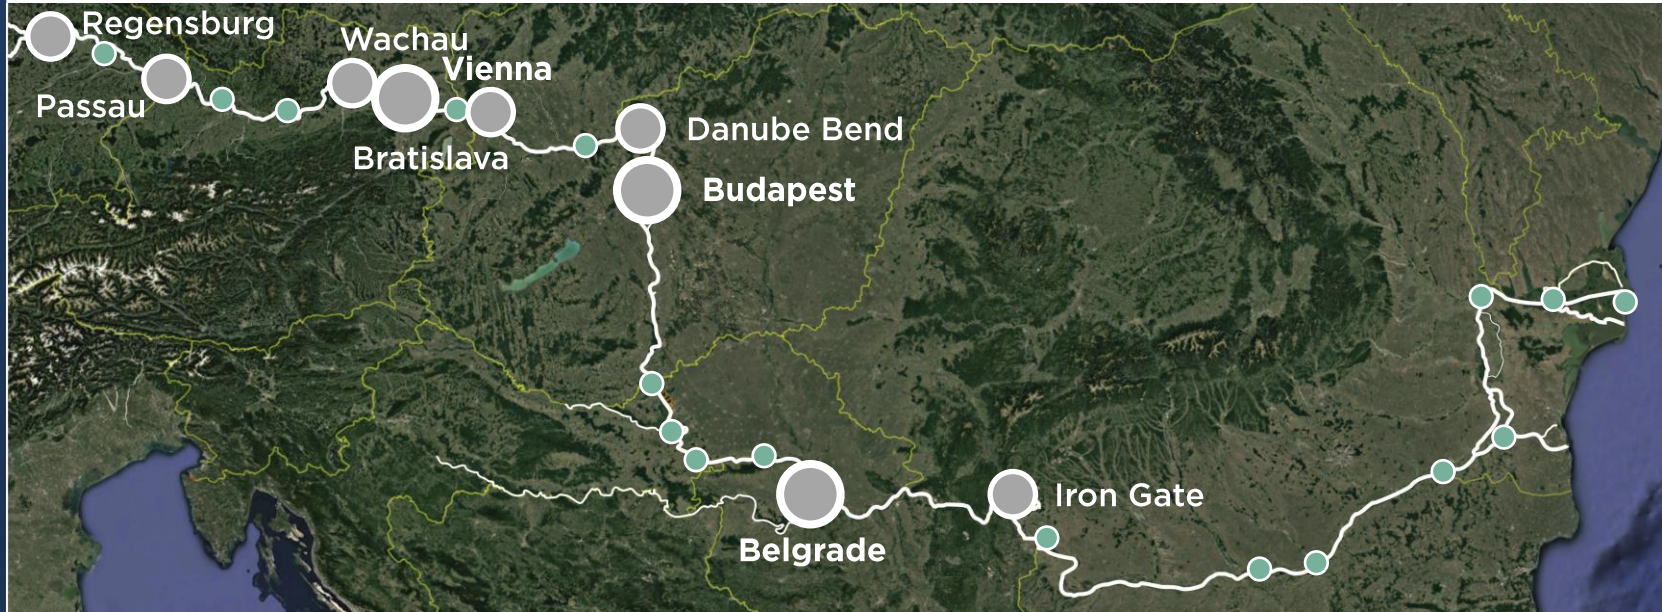 Regensburg
Wachau
Vienna
Passau
Danube Bend
Bratislava
Budapest
Iron Gate
Belgrade